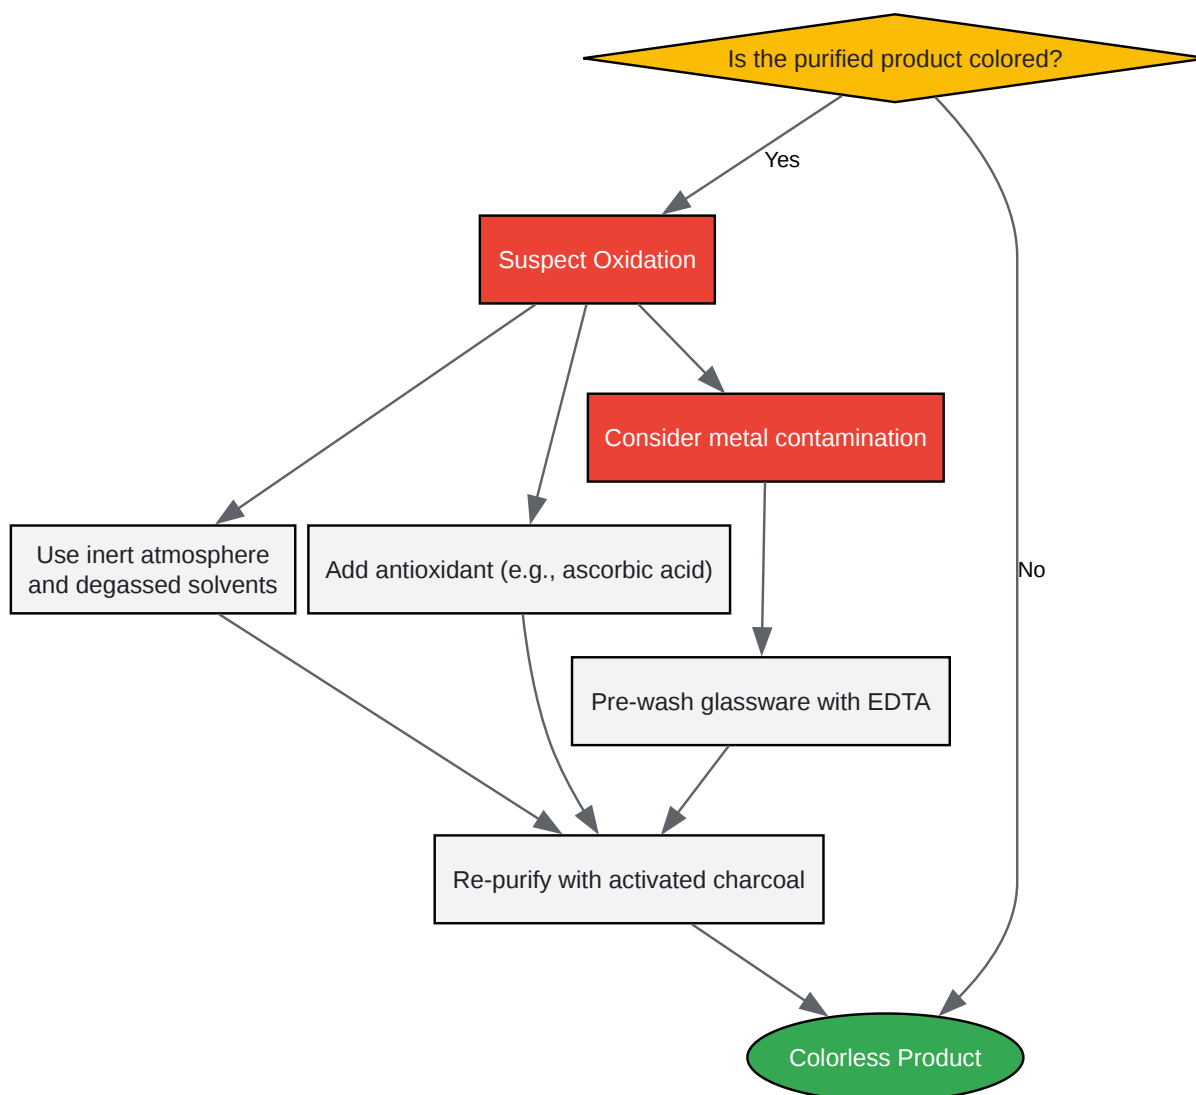 Is the purified product colored?
Yes
Suspect Oxidation
Consider metal contamination
Use inert atmosphere
and degassed solvents
Add antioxidant (e.g., ascorbic acid)
No
Pre-wash glassware with EDTA
Re-purify with activated charcoal
Colorless Product